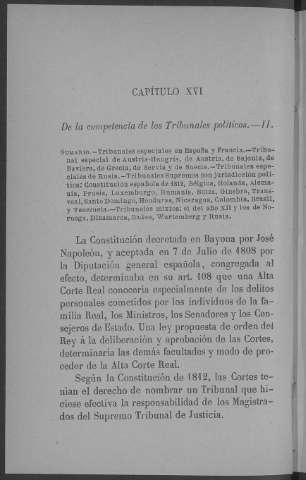 CAPÍTULO XVI
De la competencia de los Tribunales políticos.—II.
SUMARIO.—Tribunales especiales en España y Francia.—Tribu-
nal especial de Austria-Hungría, de Austria, de Sajonia, de
Baviera, de Grecia, de Servia y de Suecia.—Tribunales espe-
ciales de Rusia.—Tribunales Supremos con jurisdicción polí-
tica: Constitución española de 1812, Bélgica, Holanda, Alema-
nia, Prusia, Luxemburgo, Rumanía, Suiza, Ginebra, Trans-
vaal, Santo Domingo, Honduras, Nicaragua, Colombia, Brasil,
y Venezuela.—Tribunales mixtos: el del año XII y los de No-
ruega, Dinamarca, Baden, Wurtemberg y Rusia.
La Constitución decretada en Bayona por José
Napoleón, y aceptada en 7 de Julio de 1808 por
la Diputación general española, congregada al
efecto, determinaba en su art. 108 que una Alta
Corte Real conocería especialmente de los delitos
personales cometidos por los individuos de la fa-
milia Real, los Ministros, los Senadores y los Con-
sejeros de Estado. Una ley propuesta de orden del
Rey á la deliberación y aprobación de las Cortes,
determinaría las demás facultades y modo de pro-
ceder de la Alta Corte Real.
Según la Constitución de 1812, las Cortes te-
nían el derecho de nombrar un Tribunal que hi-
ciese efectiva la responsabilidad de los Magistra-
dos del Supremo Tribunal de Justicia.